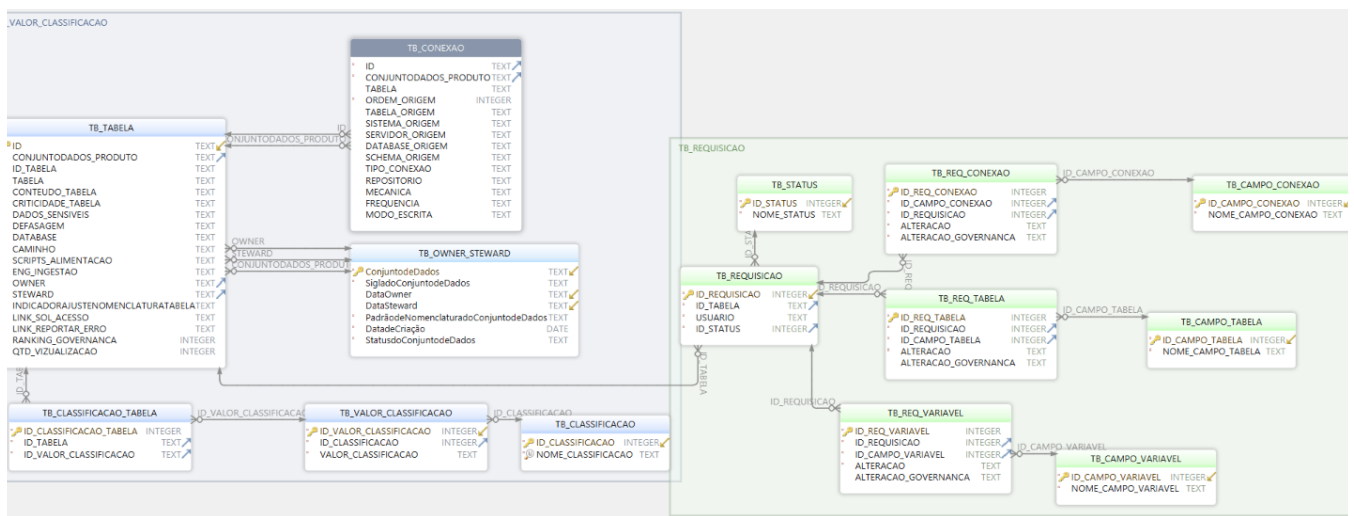 _VALOR_CLASSIFICACAO
TB_CONEXAO
ID TEXT
CONJUNTODADOS_PRODUTO TEXT
TABELA TEXT
ORDEM_ORIGEM INTEGER
TABELA_ORIGEM TEXT
SISTEMA_ORIGEM TEXT
SERVIDOR_ORIGEM TEXT
DATABASE_ORIGEM TEXT
SCHEMA_ORIGEM TEXT
TIPO_CONEXAO TEXT
REPOSITORIO TEXT
MECANICA TEXT
FREQUENCIA TEXT
MODO_ESCRITA TEXT
ID
CONJUNTODADOS_PRODUTO
TB_TABELA
ID TEXT
CONJUNTODADOS_PRODUTO TEXT
ID_TABELA TEXT
TABELA TEXT
CONTEUDO_TABELA TEXT
CRITICIDADE_TABELA TEXT
DADOS_SENSIVEIS TEXT
DEFASAGEM TEXT
DATABASE TEXT
CAMINHO TEXT
SCRIPTS_ALIMENTACAO TEXT
ENG_INGESTAO TEXT
OWNER TEXT
STEWARD TEXT
INDICADORAJUSTENOMENCLATURATABELA TEXT
LINK_SOL_ACESSO TEXT
LINK_REPORTAR_ERRO TEXT
RANKING_GOVERNANCA INTEGER
QTD_VIZUALIZACAO INTEGER
OWNER
STEWARD
CONJUNTODADOS_PRODUT
TB_OWNER_STEWARD
ConjuntodeDados TEXT
SigladoConjuntodeDados TEXT
DataOwner TEXT
DataSteward TEXT
PadrãodeNomenclaturadoConjuntodeDados TEXT
DatadeCriação DATE
StatusdoConjuntodeDados TEXT
ID_TAB
TB_CLASSIFICACAO_TABELA
ID_CLASSIFICACAO_TABELA INTEGER
ID_TABELA TEXT
ID_VALOR_CLASSIFICACAO TEXT
ID_VALOR_CLASSIFICAC
TB_VALOR_CLASSIFICACAO
ID_VALOR_CLASSIFICACAO INTEGER
ID_CLASSIFICACAO INTEGER
VALOR_CLASSIFICACAO TEXT
ID_CLASSIFICACAO
TB_CLASSIFICACAO
ID_CLASSIFICACAO INTEGER
NOME_CLASSIFICACAO TEXT
TB_REQUISICAO
TB_STATUS
ID_STATUS INTEGER
NOME_STATUS TEXT
ID_STA
TB_REQUISICAO
ID_REQUISICAO INTEGER
ID_TABELA TEXT
USUARIO TEXT
ID_STATUS INTEGER
ID_TABELA
TB_REQ_CONEXAO
ID_REQ_CONEXAO INTEGER
ID_CAMPO_CONEXAO INTEGER
ID_REQUISICAO INTEGER
ALTERACAO TEXT
ALTERACAO_GOVERNANCA TEXT
ID_CAMPO_CONEXAO
TB_CAMPO_CONEXAO
ID_CAMPO_CONEXAO INTEGER
NOME_CAMPO_CONEXAO TEXT
ID_REQ
ID_REQUISICAO
TB_REQ_TABELA
ID_REQ_TABELA INTEGER
ID_REQUISICAO INTEGER
ID_CAMPO_TABELA INTEGER
ALTERACAO TEXT
ALTERACAO_GOVERNANCA TEXT
ID_CAMPO_TABELA
TB_CAMPO_TABELA
ID_CAMPO_TABELA INTEGER
NOME_CAMPO_TABELA TEXT
ID_REQUISICAO
TB_REQ_VARIAVEL
ID_REQ_VARIAVEL INTEGER
ID_REQUISICAO INTEGER
ID_CAMPO_VARIAVEL INTEGER
ALTERACAO TEXT
ALTERACAO_GOVERNANCA TEXT
ID_CAMPO_VARIAVEL
TB_CAMPO_VARIAVEL
ID_CAMPO_VARIAVEL INTEGER
NOME_CAMPO_VARIAVEL TEXT